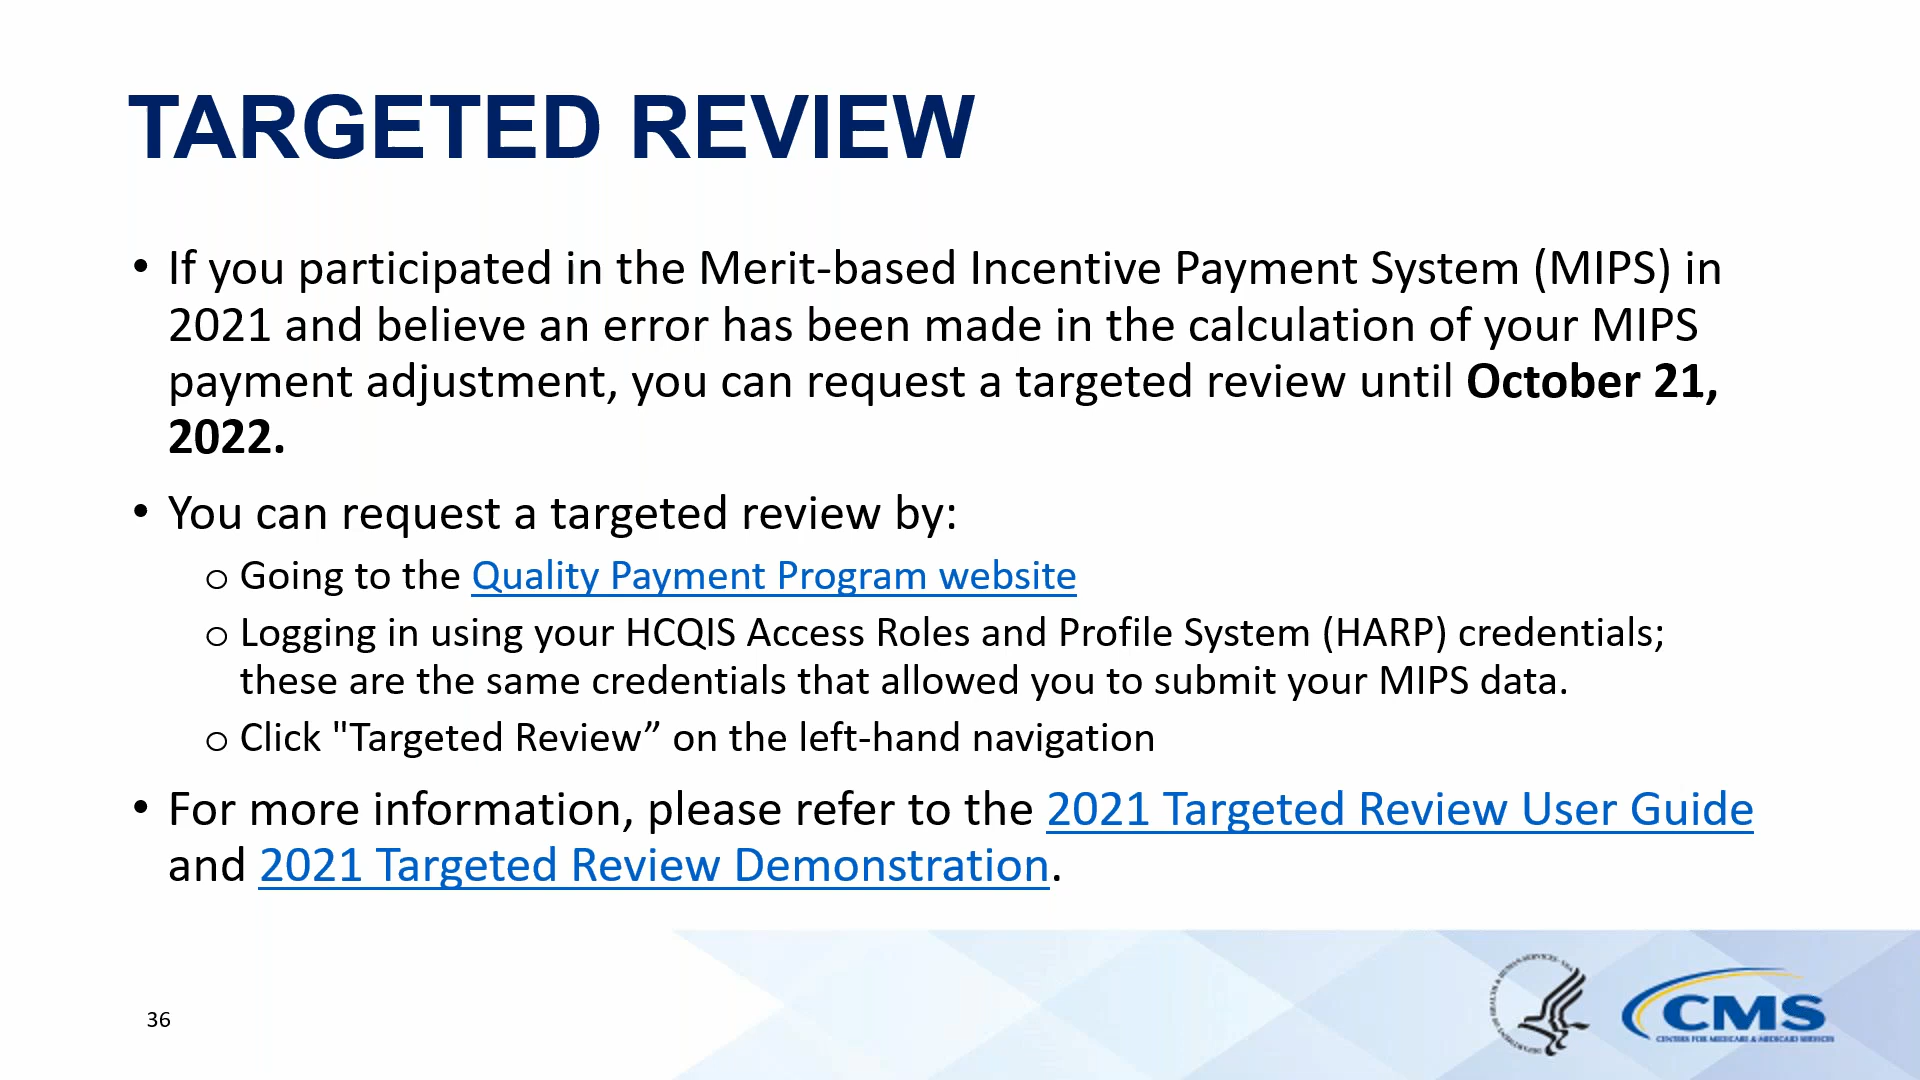 TARGETED REVIEW
• If you participated in the Merit-based Incentive Payment System (MIPS) in
2021 and believe an error has been made in the calculation of your MIPS
payment adjustment, you can request a targeted review until October 21,
2022.
• You can request a targeted review by:
o Going to the Quality Payment Program website
o Logging in using your HCQIS Access Roles and Profile System (HARP) credentials;
these are the same credentials that allowed you to submit your MIPS data.
o Click "Targeted Review” on the left-hand navigation
• For more information, please refer to the 2021 Targeted Review User Guide
and 2021 Targeted Review Demonstration.
36
CMS
CENTERS FOR MEDICARE & MEDICAID SERVICES